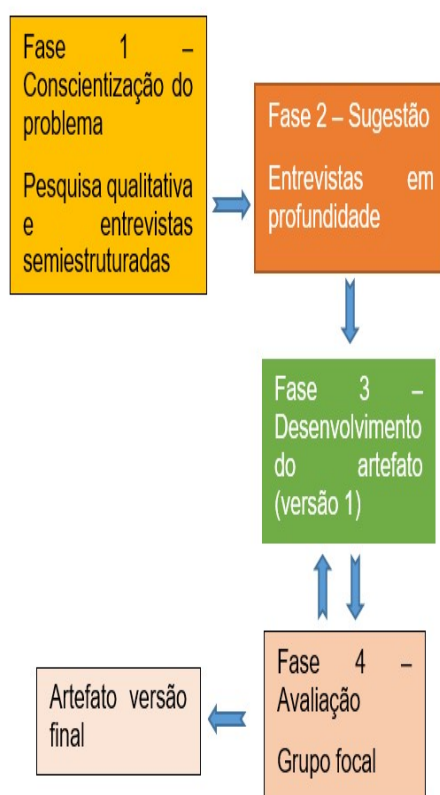 Fase 1 –
Conscientização do
problema
Pesquisa qualitativa
e entrevistas
semiestruturadas
Fase 2 – Sugestão
Entrevistas em
profundidade
Fase 3 –
Desenvolvimento
do artefato
(versão 1)
Fase 4 –
Avaliação
Grupo focal
Artefato versão
final